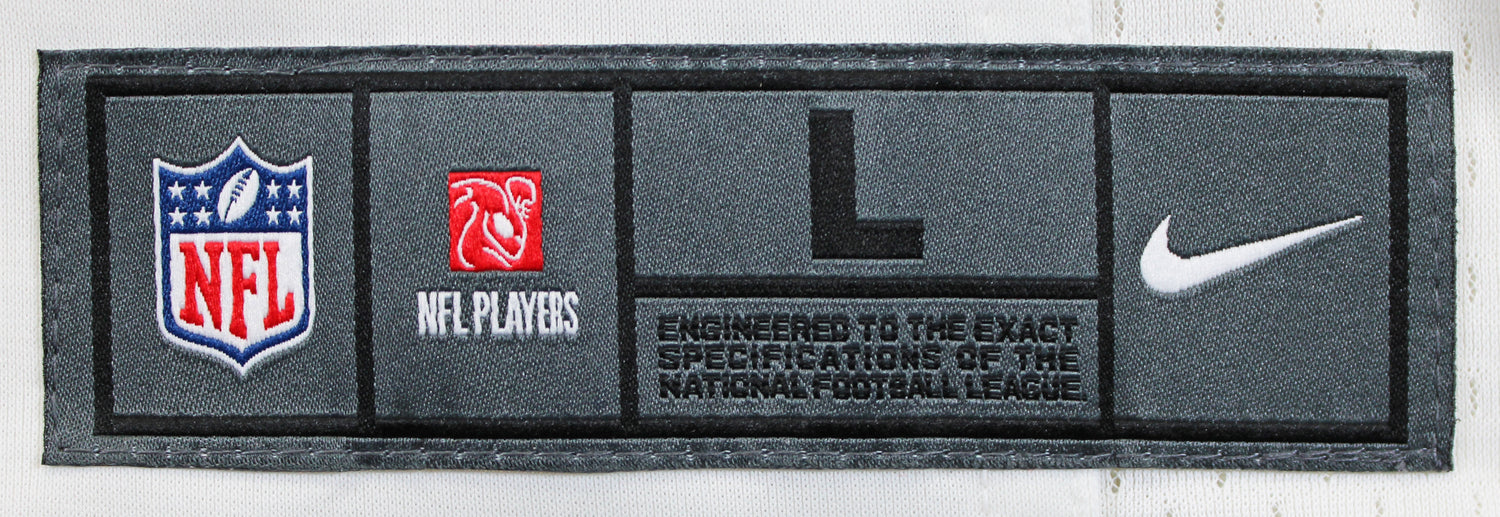 NFL
NFL PLAYERS
L
ENGINEERED TO THE EXACT
SPECIFICATIONS OF THE
NATIONAL FOOTBALL LEAGUE.